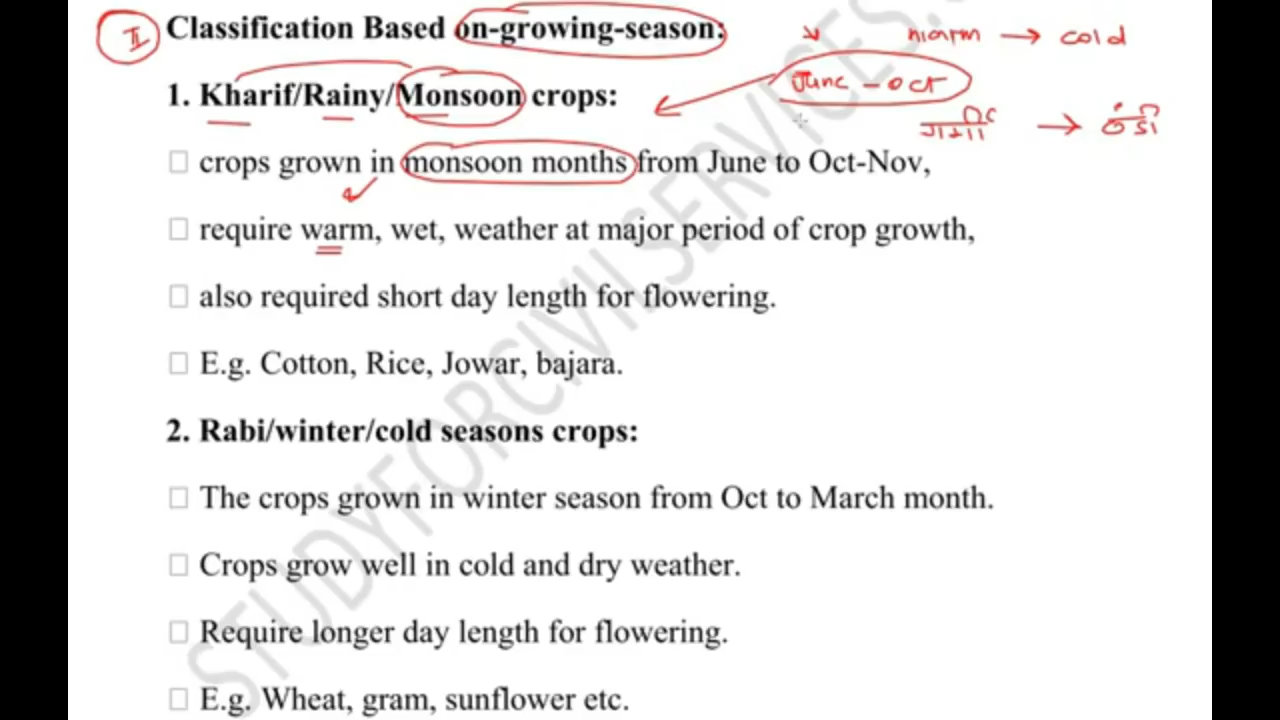 II Classification Based on-growing-season:
warm → cold
1. Kharif/Rainy/Monsoon crops:
June - oct
crops grown in monsoon months from June to Oct-Nov,
require warm, wet, weather at major period of crop growth,
also required short day length for flowering.
E.g. Cotton, Rice, Jowar, bajara.
2. Rabi/winter/cold seasons crops:
The crops grown in winter season from Oct to March month.
Crops grow well in cold and dry weather.
Require longer day length for flowering.
E.g. Wheat, gram, sunflower etc.
STUDYFORCIVILSERVICES.